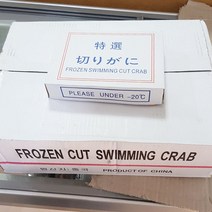 特選
切りがに
FROZEN SWIMMING CUT CRAB
PLEASE UNDER -20℃
FROZEN CUT SWIMMING CRAB
PRODUCT OF CHINA